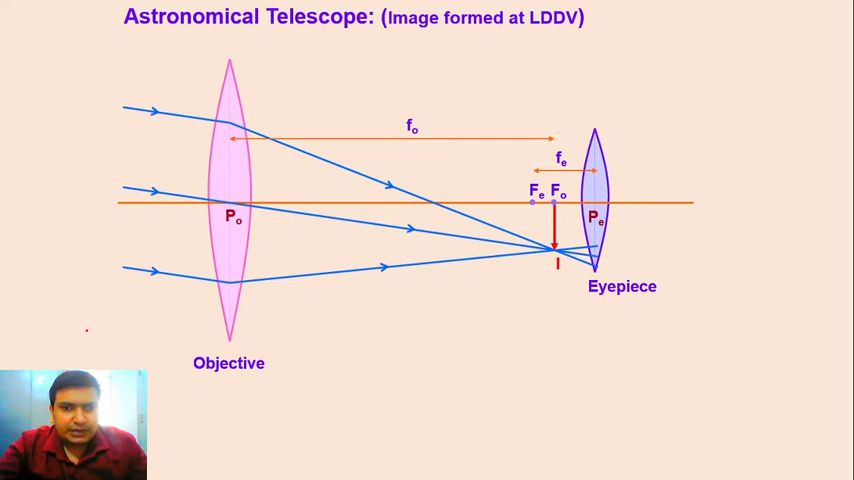 Astronomical Telescope: (Image formed at LDDV)
fo
fe
Fe Fo
Po
Pe
I
Eyepiece
Objective